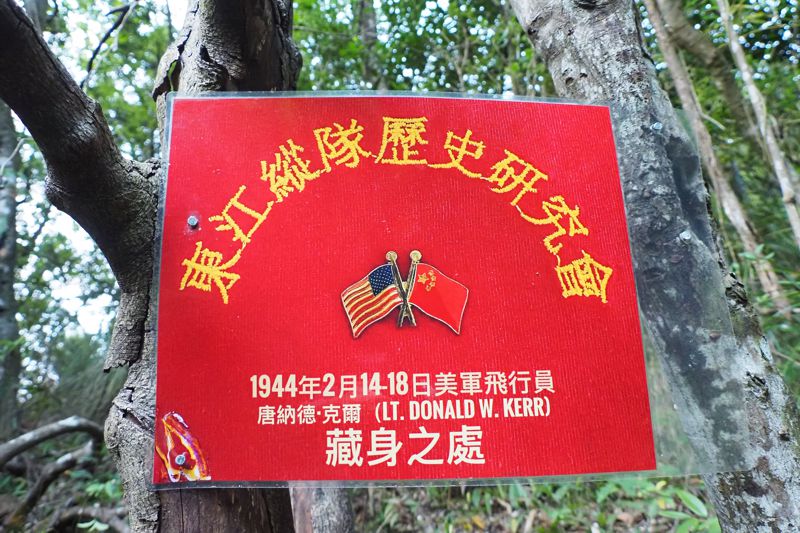 東江縱隊歷史研究會
1944年2月14-18日美軍飛行員
唐納德·克爾 (LT. DONALD W. KERR)
藏身之處